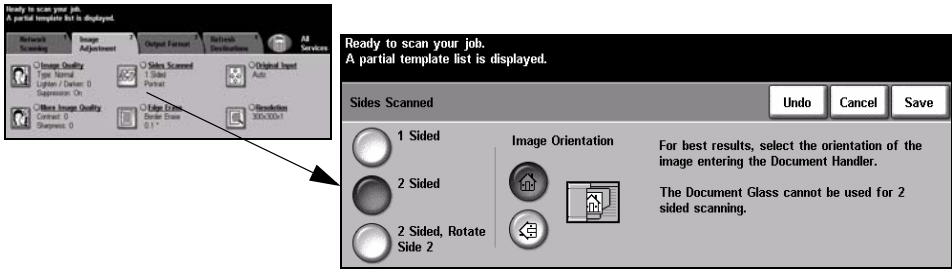 Ready to scan your job.
A partial template list is displayed.
Network Scanning
Image Adjustment
Output Format
Refresh Destinations
All Services
Image Quality
Type: Normal
Lighten / Darken: 0
Suppression: On
Sides Scanned
1 Sided
Portrait
Original Input
Auto
More Image Quality
Contrast: 0
Sharpness: 0
Edge Erase
Border Erase
0.1 "
Resolution
300x300x1
Ready to scan your job.
A partial template list is displayed.
Sides Scanned
Undo
Cancel
Save
1 Sided
2 Sided
2 Sided, Rotate
Side 2
Image Orientation
For best results, select the orientation of the
image entering the Document Handler.
The Document Glass cannot be used for 2
sided scanning.